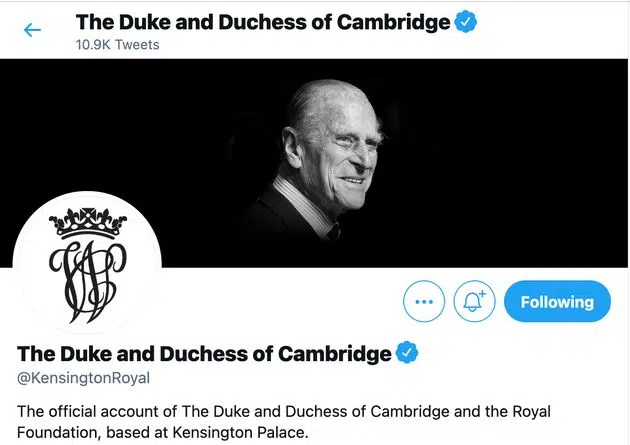 The Duke and Duchess of Cambridge
10.9K Tweets
Following
The Duke and Duchess of Cambridge
@KensingtonRoyal
The official account of The Duke and Duchess of Cambridge and the Royal
Foundation, based at Kensington Palace.